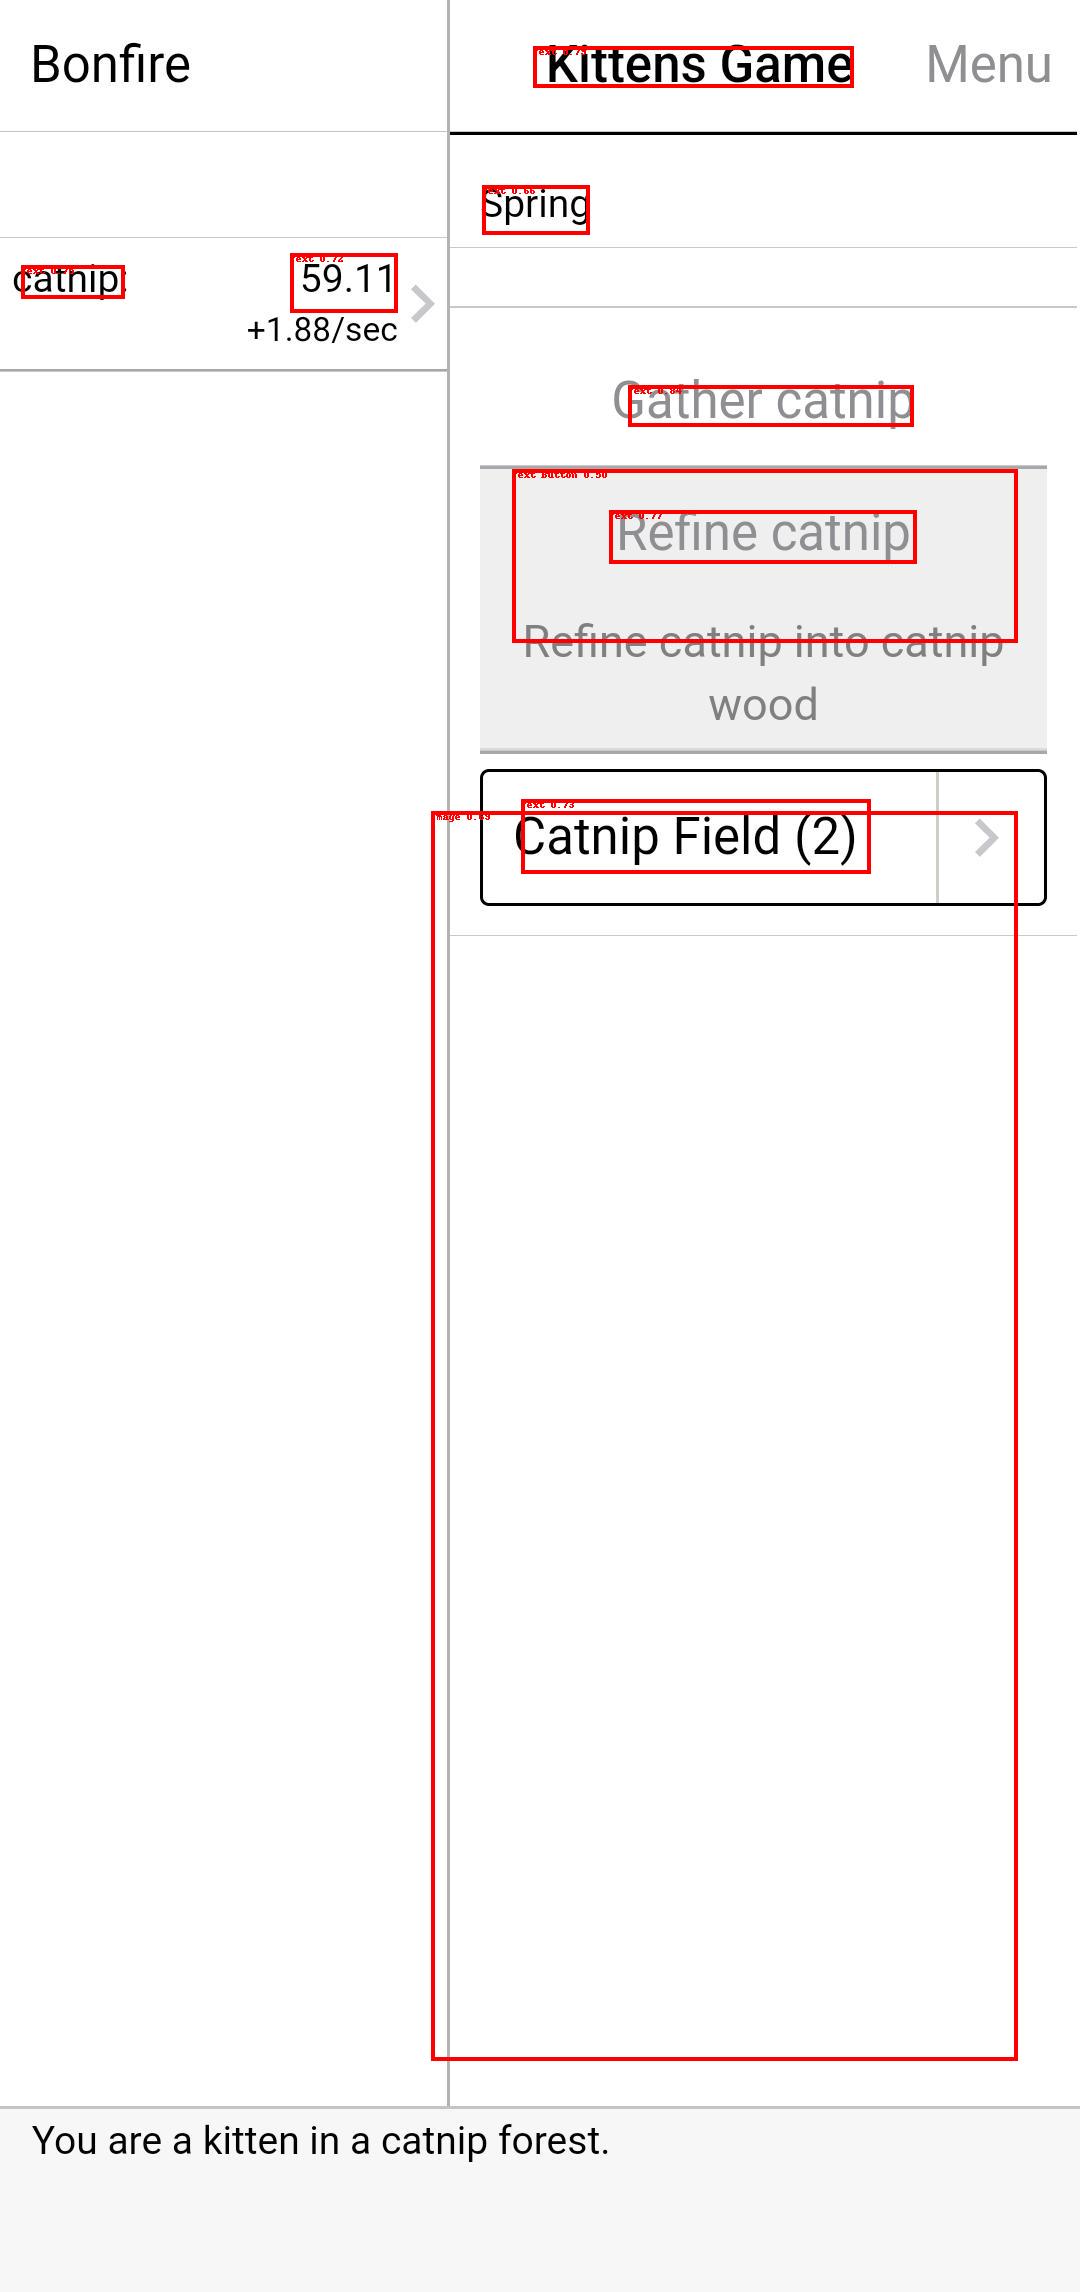 Bonfire
Kittens Game
Menu
Spring
catnip:
59.11
+1.88/sec
Gather catnip
Refine catnip
Refine catnip into catnip
wood
Catnip Field (2)
You are a kitten in a catnip forest.